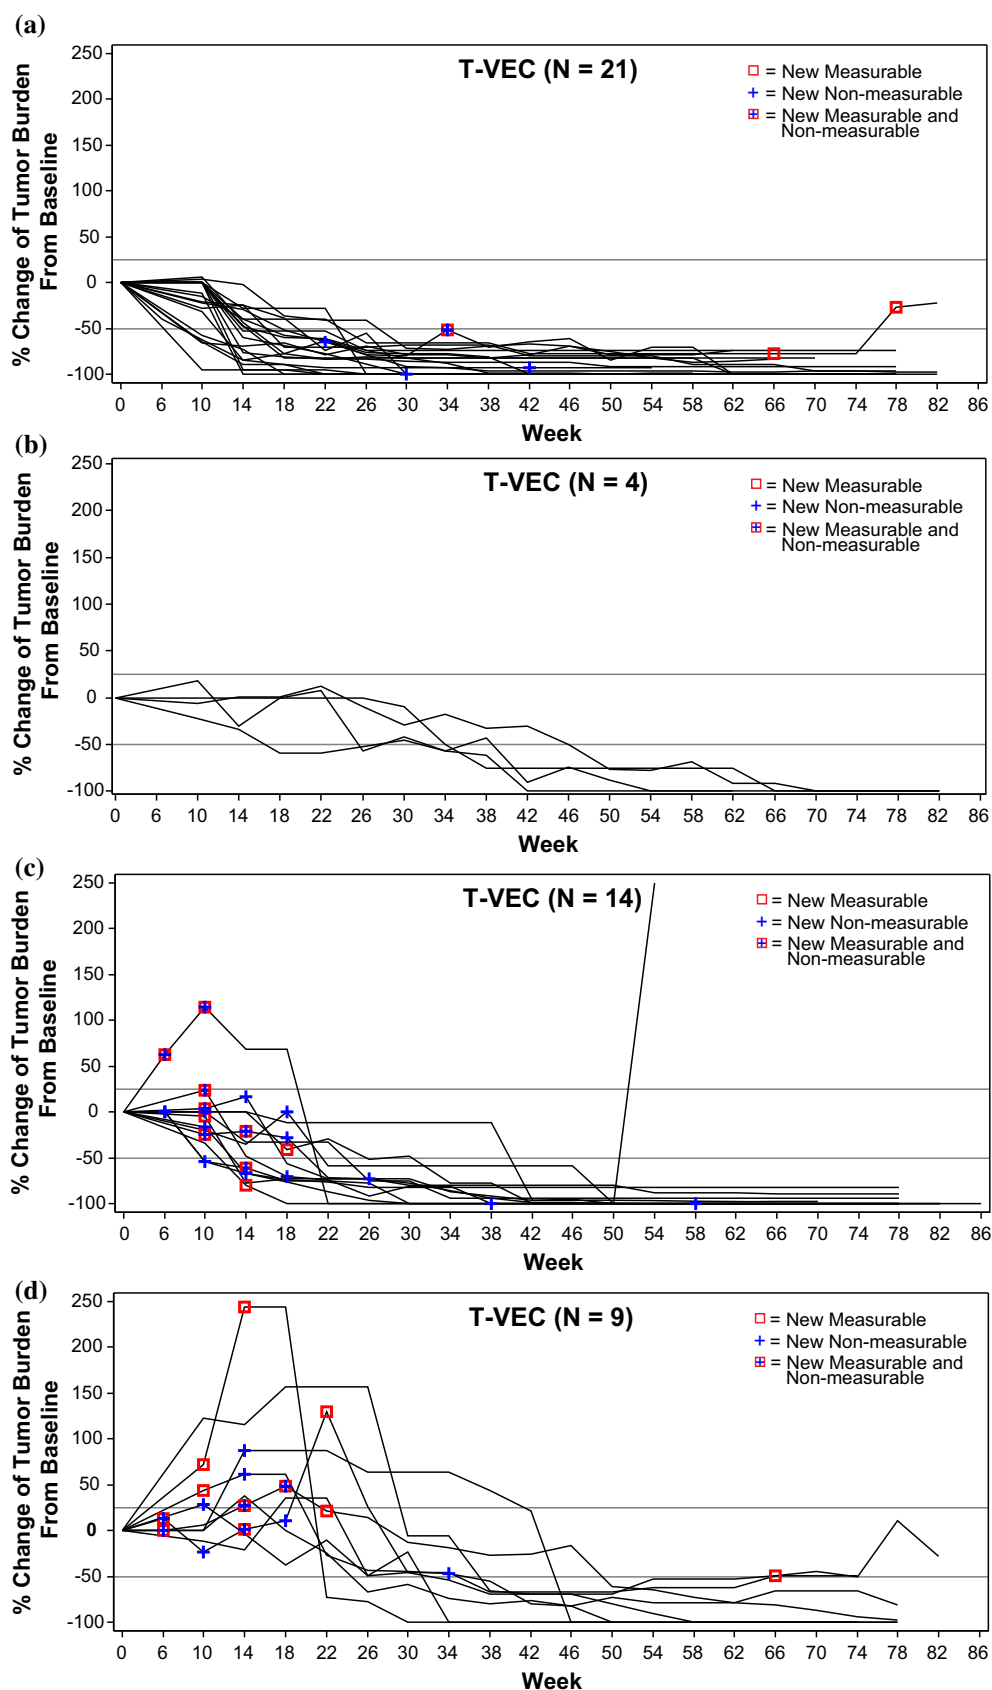 (a)
T-VEC (N = 21)
= New Measurable
= New Non-measurable
= New Measurable and
Non-measurable
% Change of Tumor Burden
From Baseline
250
200
150
100
50
0
-50
-100
0 6 10 14 18 22 26 30 34 38 42 46 50 54 58 62 66 70 74 78 82 86
Week
(b)
T-VEC (N = 4)
= New Measurable
= New Non-measurable
= New Measurable and
Non-measurable
% Change of Tumor Burden
From Baseline
250
200
150
100
50
0
-50
-100
0 6 10 14 18 22 26 30 34 38 42 46 50 54 58 62 66 70 74 78 82 86
Week
(c)
T-VEC (N = 14)
= New Measurable
= New Non-measurable
= New Measurable and
Non-measurable
% Change of Tumor Burden
From Baseline
250
200
150
100
50
0
-50
-100
0 6 10 14 18 22 26 30 34 38 42 46 50 54 58 62 66 70 74 78 82 86
Week
(d)
T-VEC (N = 9)
= New Measurable
= New Non-measurable
= New Measurable and
Non-measurable
% Change of Tumor Burden
From Baseline
250
200
150
100
50
0
-50
-100
0 6 10 14 18 22 26 30 34 38 42 46 50 54 58 62 66 70 74 78 82 86
Week